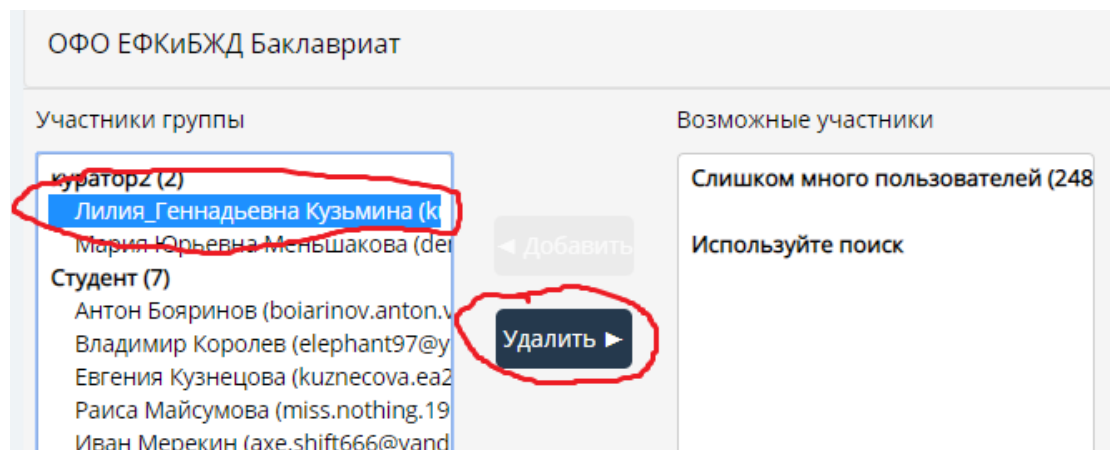 ОФО ЕФКиБЖД Баклавриат
Участники группы
Возможные участники
куратор2 (2)
Лилия_Геннадьевна Кузьмина (ku
Мария Юрьевна Меньшакова (der
Студент (7)
Антон Бояринов (boiarinov.anton.v
Владимир Королев (elephant97@y
Евгения Кузнецова (kuznecova.ea2
Раиса Майсумова (miss.nothing.19
Иван Мерекин (axe.shift666@yand
◄ Добавить
Удалить ►
Слишком много пользователей (248
Используйте поиск